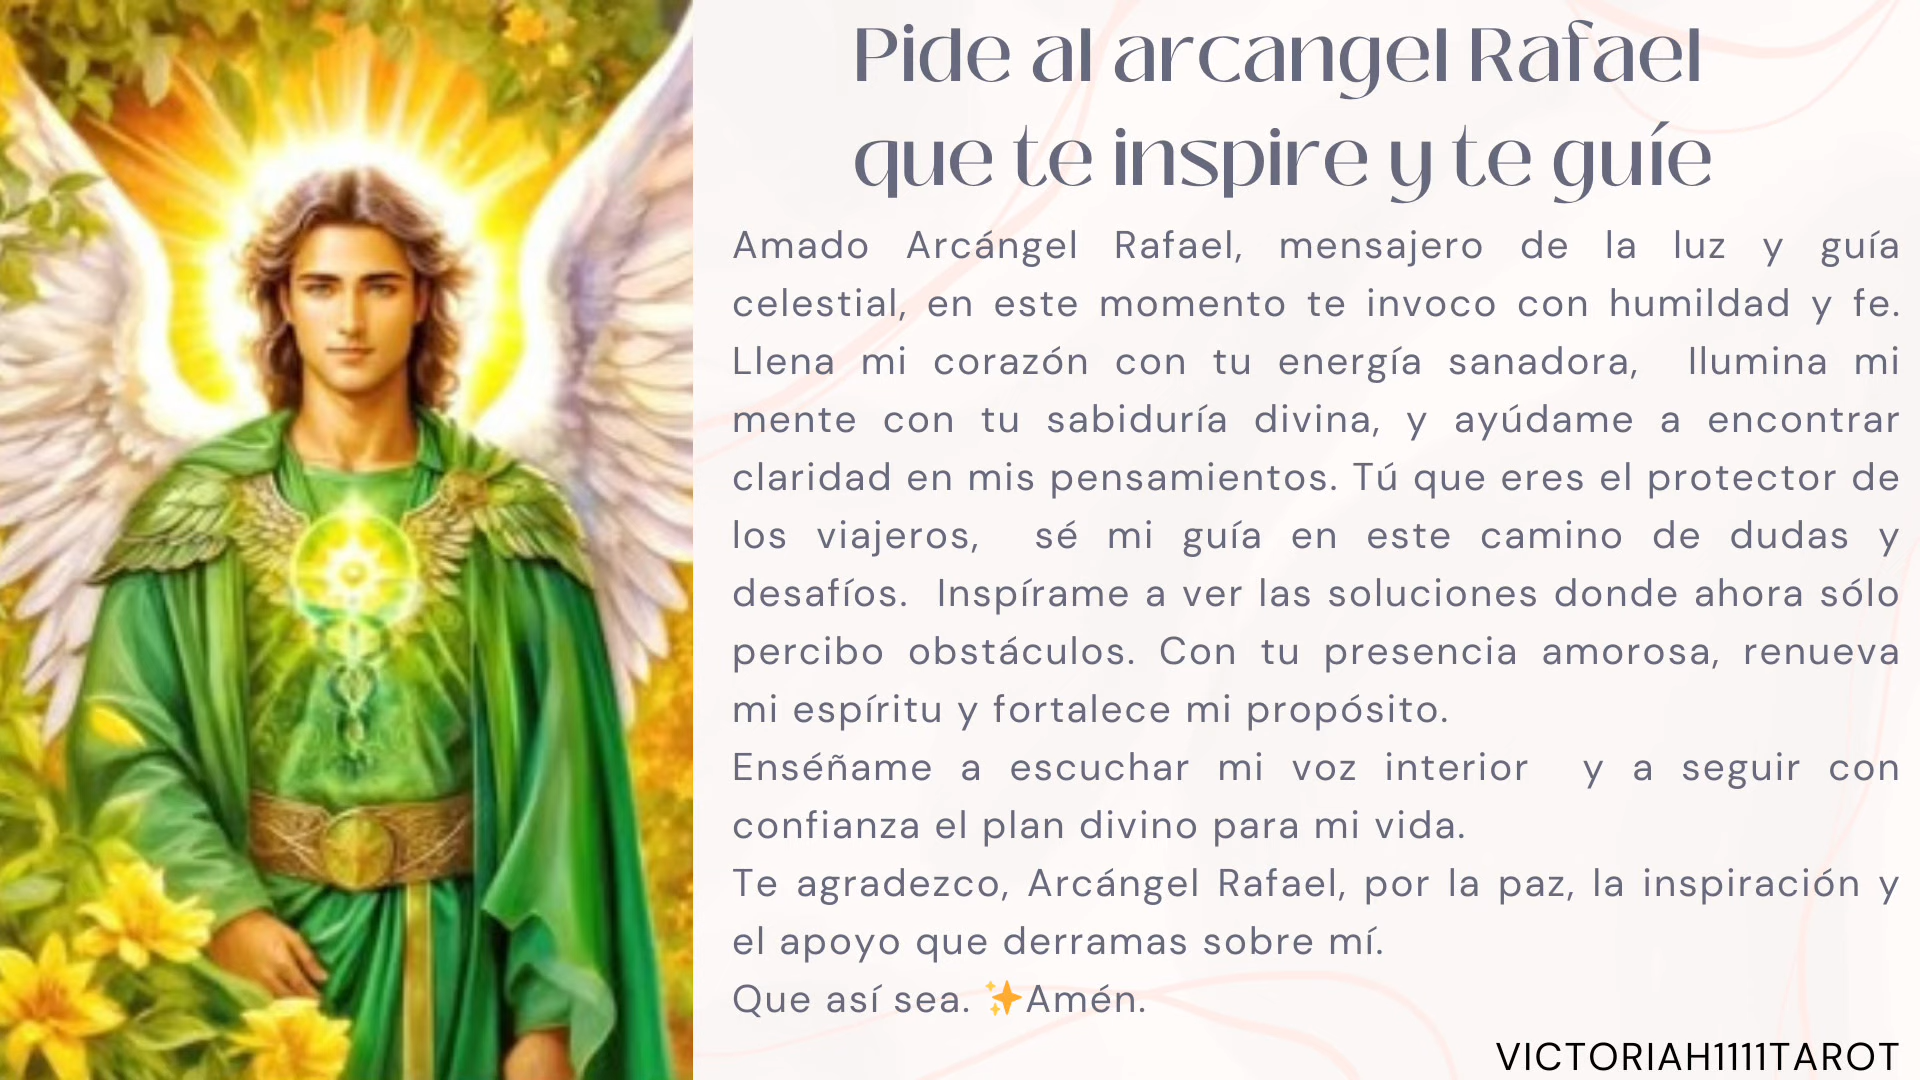 Pide al arcangel Rafael
que te inspire y te guíe
Amado Arcángel Rafael, mensajero de la luz y guía
celestial, en este momento te invoco con humildad y fe.
Llena mi corazón con tu energía sanadora, Ilumina mi
mente con tu sabiduría divina, y ayúdame a encontrar
claridad en mis pensamientos. Tú que eres el protector de
los viajeros, sé mi guía en este camino de dudas y
desafíos. Inspírame a ver las soluciones donde ahora sólo
percibo obstáculos. Con tu presencia amorosa, renueva
mi espíritu y fortalece mi propósito.
Enséñame a escuchar mi voz interior y a seguir con
confianza el plan divino para mi vida.
Te agradezco, Arcángel Rafael, por la paz, la inspiración y
el apoyo que derramas sobre mí.
Que así sea. ✨Amén.
VICTORIAH1111TAROT